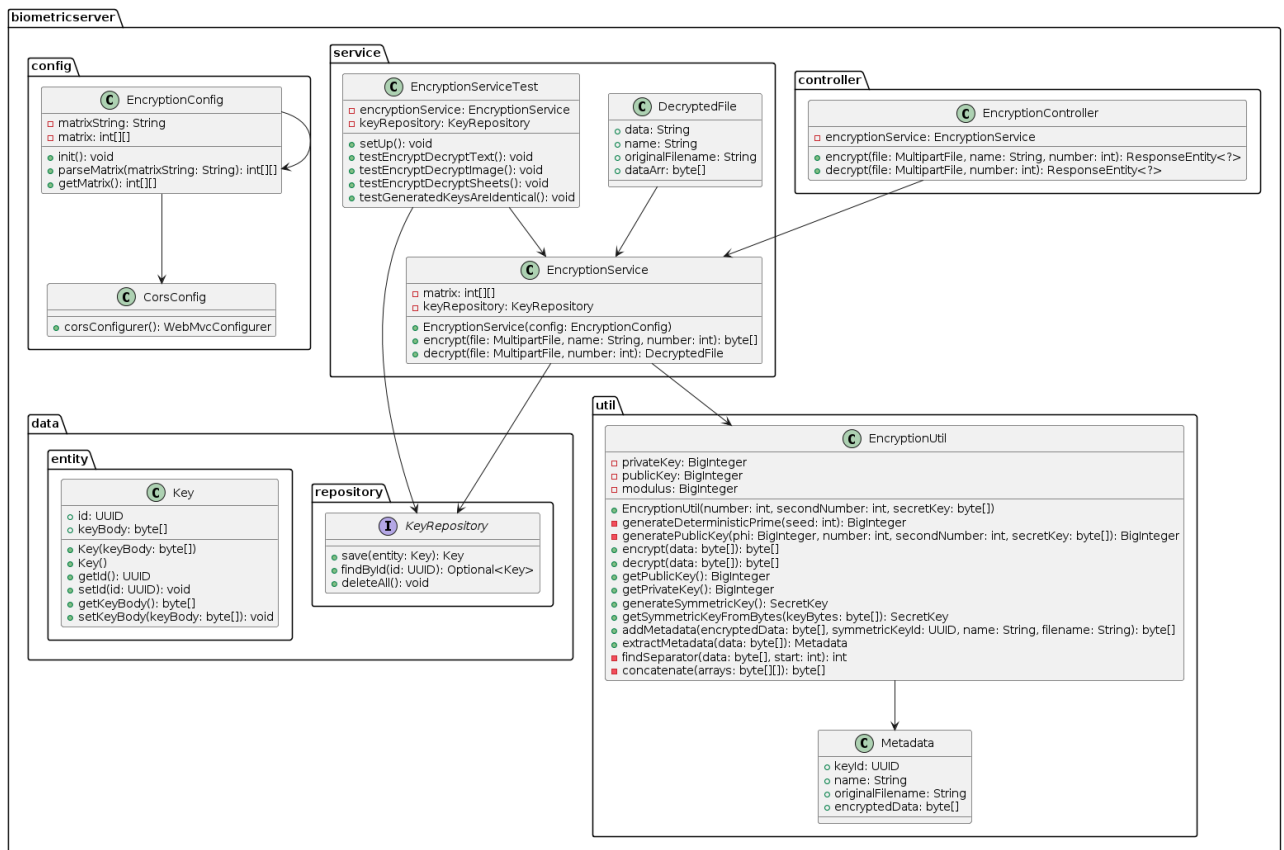 biometricserver
config
C EncryptionConfig
matrixString: String
matrix: int[][]
init(): void
parseMatrix(matrixString: String): int[][]
getMatrix(): int[][]
C CorsConfig
corsConfigurer(): WebMvcConfigurer
service
C EncryptionServiceTest
encryptionService: EncryptionService
keyRepository: KeyRepository
setUp(): void
testEncryptDecryptText(): void
testEncryptDecryptImage(): void
testEncryptDecryptSheets(): void
testGeneratedKeysAreIdentical(): void
C DecryptedFile
data: String
name: String
originalFilename: String
dataArr: byte[]
C EncryptionService
matrix: int[][]
keyRepository: KeyRepository
EncryptionService(config: EncryptionConfig)
encrypt(file: MultipartFile, name: String, number: int): byte[]
decrypt(file: MultipartFile, number: int): DecryptedFile
controller
C EncryptionController
encryptionService: EncryptionService
encrypt(file: MultipartFile, name: String, number: int): ResponseEntity<?>
decrypt(file: MultipartFile, number: int): ResponseEntity<?>
data
entity
C Key
id: UUID
keyBody: byte[]
Key(keyBody: byte[])
Key()
getId(): UUID
setId(id: UUID): void
getKeyBody(): byte[]
setKeyBody(keyBody: byte[]): void
repository
I KeyRepository
save(entity: Key): Key
findById(id: UUID): Optional<Key>
deleteAll(): void
util
C EncryptionUtil
privateKey: BigInteger
publicKey: BigInteger
modulus: BigInteger
EncryptionUtil(number: int, secondNumber: int, secretKey: byte[])
generateDeterministicPrime(seed: int): BigInteger
generatePublicKey(phi: BigInteger, number: int, secondNumber: int, secretKey: byte[]): BigInteger
encrypt(data: byte[]): byte[]
decrypt(data: byte[]): byte[]
getPublicKey(): BigInteger
getPrivateKey(): BigInteger
generateSymmetricKey(): SecretKey
getSymmetricKeyFromBytes(keyBytes: byte[]): SecretKey
addMetadata(encryptedData: byte[], symmetricKeyId: UUID, name: String, filename: String): byte[]
extractMetadata(data: byte[]): Metadata
findSeparator(data: byte[], start: int): int
concatenate(arrays: byte[][]): byte[]
C Metadata
keyId: UUID
name: String
originalFilename: String
encryptedData: byte[]